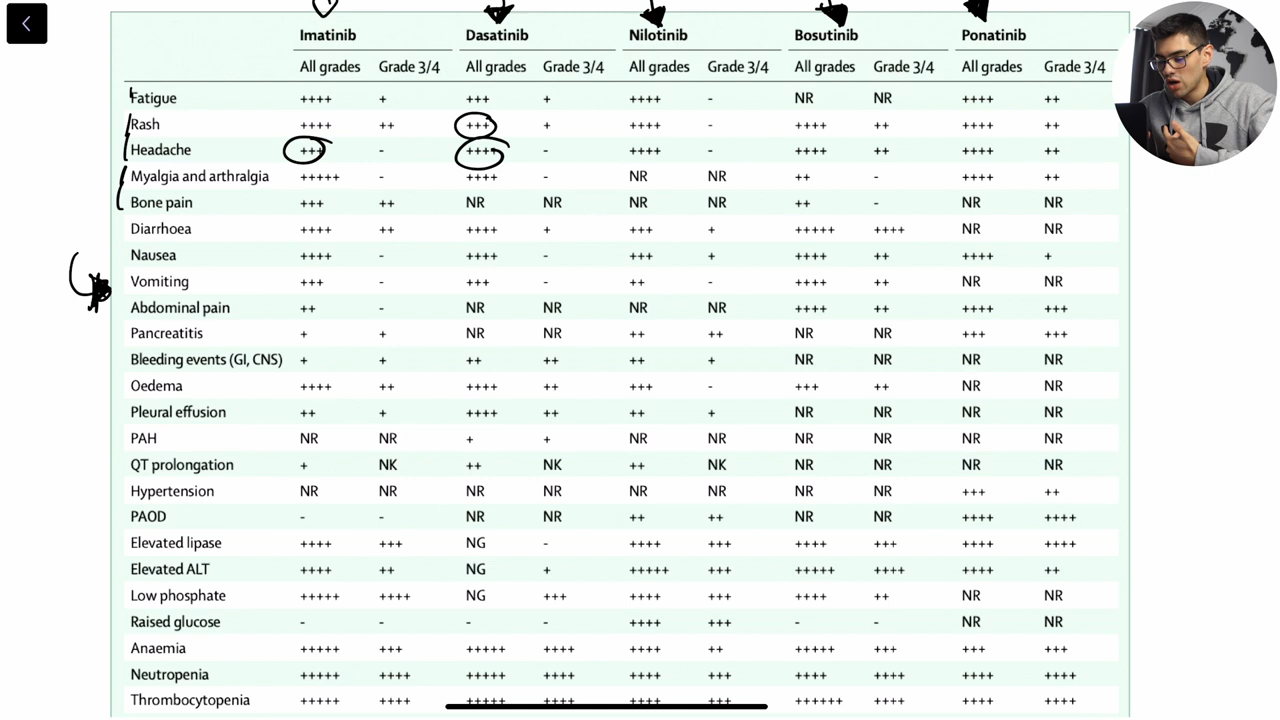 Imatinib Dasatinib Nilotinib Bosutinib Ponatinib
All grades Grade 3/4 All grades Grade 3/4 All grades Grade 3/4 All grades Grade 3/4 All grades Grade 3/4
Fatigue ++++ + +++ + ++++ - NR NR ++++ ++
Rash ++++ ++ +++ + ++++ - ++++ ++ ++++ ++
Headache +++ - ++++ - ++++ - ++++ ++ ++++ ++
Myalgia and arthralgia +++++ - ++++ - NR NR ++ - ++++ ++
Bone pain +++ ++ NR NR NR NR ++ - NR NR
Diarrhoea ++++ ++ ++++ + +++ + +++++ ++++ NR NR
Nausea ++++ - ++++ - +++ + ++++ ++ ++++ +
Vomiting +++ - +++ - ++ - ++++ ++ NR NR
Abdominal pain ++ - NR NR NR NR ++++ ++ ++++ +++
Pancreatitis + + NR NR ++ ++ NR NR +++ +++
Bleeding events (GI, CNS) + + ++ ++ ++ + NR NR NR NR
Oedema ++++ ++ ++++ ++ +++ - +++ ++ NR NR
Pleural effusion ++ + ++++ ++ ++ + NR NR NR NR
PAH NR NR + + NR NR NR NR NR NR
QT prolongation + NK ++ NK ++ NK NR NR NR NR
Hypertension NR NR NR NR NR NR NR NR +++ ++
PAOD - - NR NR ++ ++ NR NR ++++ ++++
Elevated lipase ++++ +++ NG - ++++ +++ ++++ +++ ++++ ++++
Elevated ALT ++++ ++ NG + +++++ +++ +++++ ++++ ++++ ++
Low phosphate +++++ ++++ NG +++ ++++ +++ ++++ ++ NR NR
Raised glucose - - - - ++++ +++ - - NR NR
Anaemia +++++ +++ +++++ ++++ ++++ ++ +++++ +++ +++ +++
Neutropenia +++++ ++++ +++++ ++++ ++++ +++ ++++ +++ ++++ ++++
Thrombocytopenia +++++ ++++ +++++ ++++ ++++ +++ ++++++ ++++ ++++ ++++